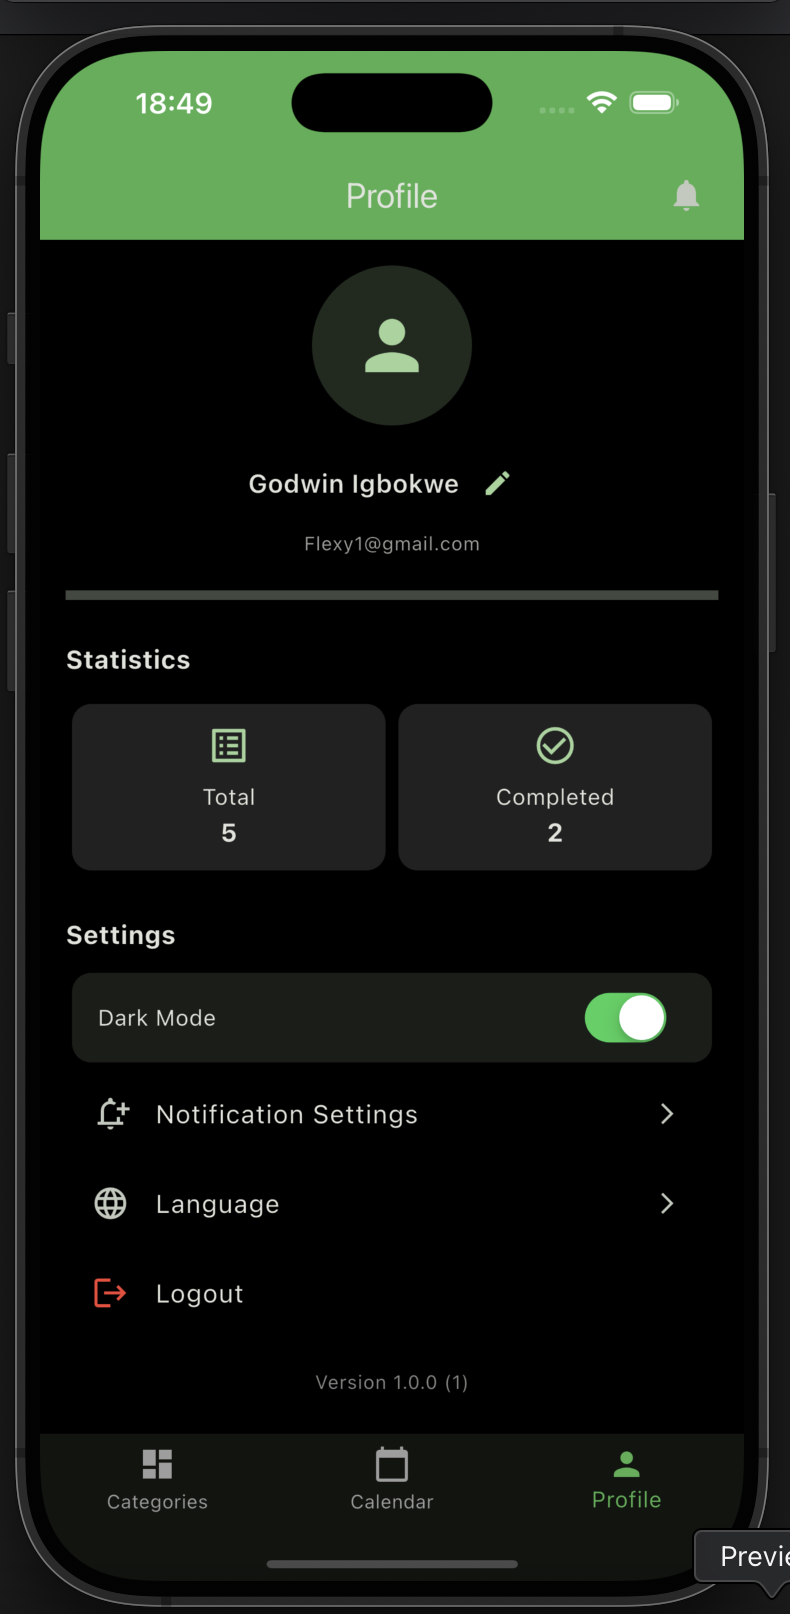 18:49
Profile
Godwin Igbokwe
Flexy1@gmail.com
Statistics
Total
5
Completed
2
Settings
Dark Mode
Notification Settings
Language
Logout
Version 1.0.0 (1)
Categories
Calendar
Profile
Previe